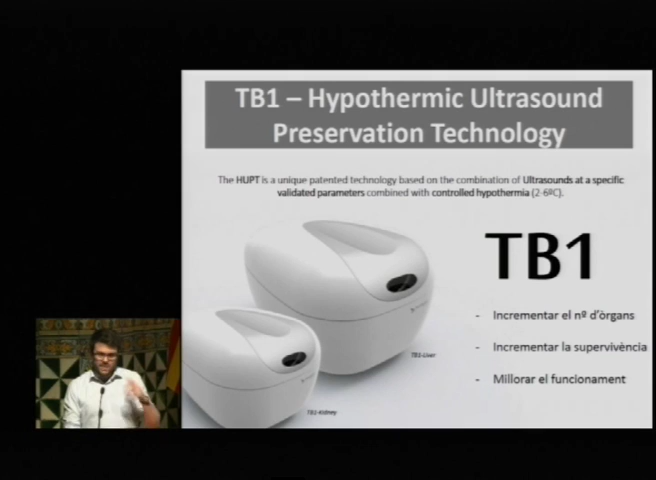 TB1 – Hypothermic Ultrasound
Preservation Technology
The HUPT is a unique patented technology based on the combination of Ultrasounds at a specific
validated parameters combined with controlled hypothermia (2-6ºC).
TB1
- Incrementar el nº d'òrgans
- Incrementar la supervivència
- Millorar el funcionament
TB1-Liver
TB1-Kidney